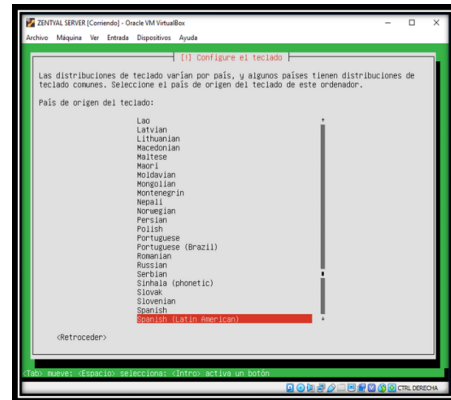 ZENTYAL SERVER [Corriendo] - Oracle VM VirtualBox
Archivo Máquina Ver Entrada Dispositivos Ayuda
[!] Configure el teclado
Las distribuciones de teclado varían por país, y algunos países tienen distribuciones de
teclado comunes. Seleccione el país de origen del teclado de este ordenador.
País de origen del teclado:
Lao
Latvian
Lithuanian
Macedonian
Maltese
Maori
Moldavian
Mongolian
Montenegrin
Nepali
Norwegian
Persian
Polish
Portuguese
Portuguese (Brazil)
Romanian
Russian
Serbian
Sinhala (phonetic)
Slovak
Slovenian
Spanish
Spanish (Latin American)
<Retroceder>
<Tab> mueve; <Espacio> selecciona; <Intro> activa un botón
CTRL DERECHA